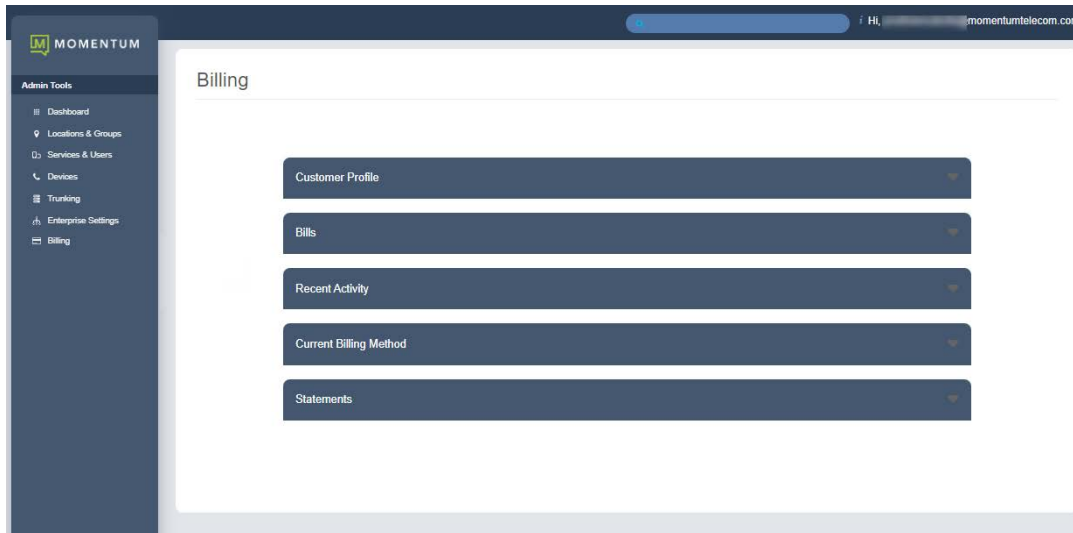 MOMENTUM
Hi, @momentumtelecom.com
Admin Tools
Dashboard
Locations & Groups
Services & Users
Devices
Trunking
Enterprise Settings
Billing
Billing
Customer Profile
Bills
Recent Activity
Current Billing Method
Statements